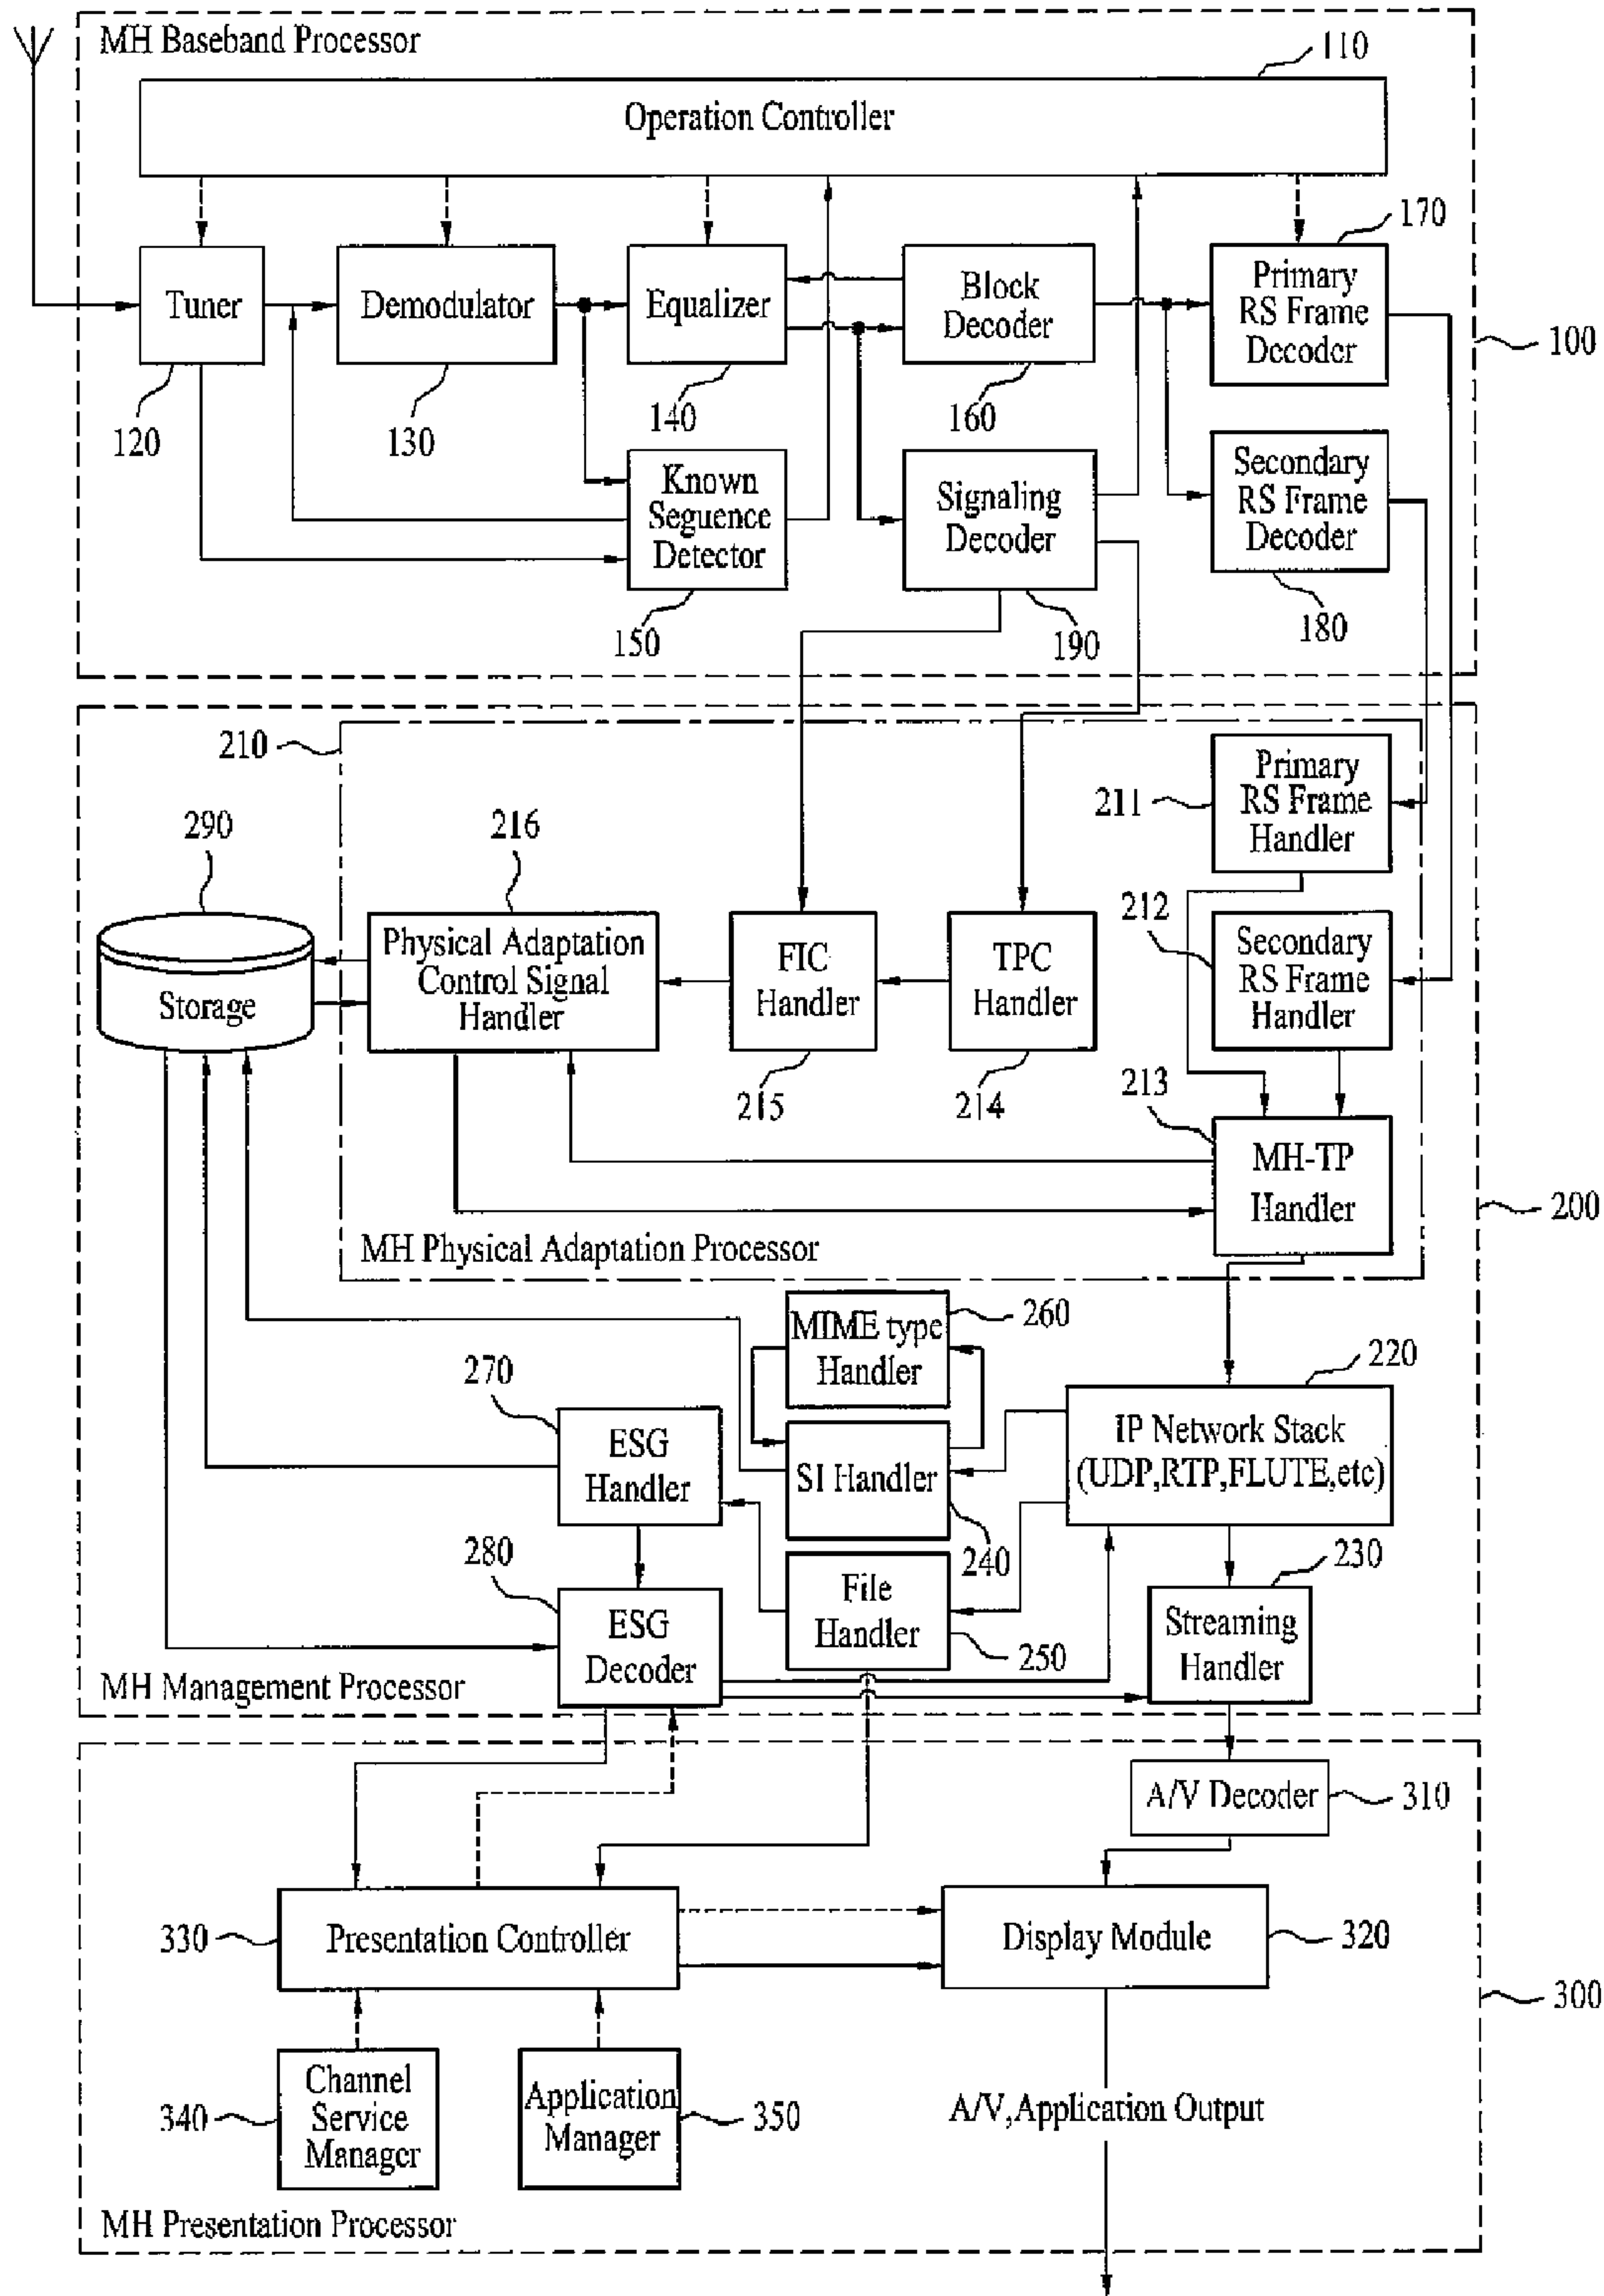 MH Baseband Processor
110
Operation Controller
170
Tuner
Demodulator
Equalizer
Block
Decoder
Primary
RS Frame
Decoder
100
120
130
140
160
Known
Seguence
Detector
Signaling
Decoder
Secondary
RS Frame
Decoder
150
190
180
210
Primary
RS Frame
Handler
211
290
216
212
Storage
Physical Adaptation
Control Signal
Handler
FIC
Handler
TPC
Handler
Secondary
RS Frame
Handler
215
214
213
MH-TP
Handler
200
MH Physical Adaptation Processor
MIME type
Handler
260
270
220
ESG
Handler
SI Handler
IP Network Stack
(UDP,RTP,FLUTE,etc)
240
280
230
ESG
Decoder
File
Handler
250
Streaming
Handler
MH Management Processor
A/V Decoder
310
330
Presentation Controller
Display Module
320
300
Channel
Service
Manager
340
Application
Manager
350
A/V,Application Output
MH Presentation Processor